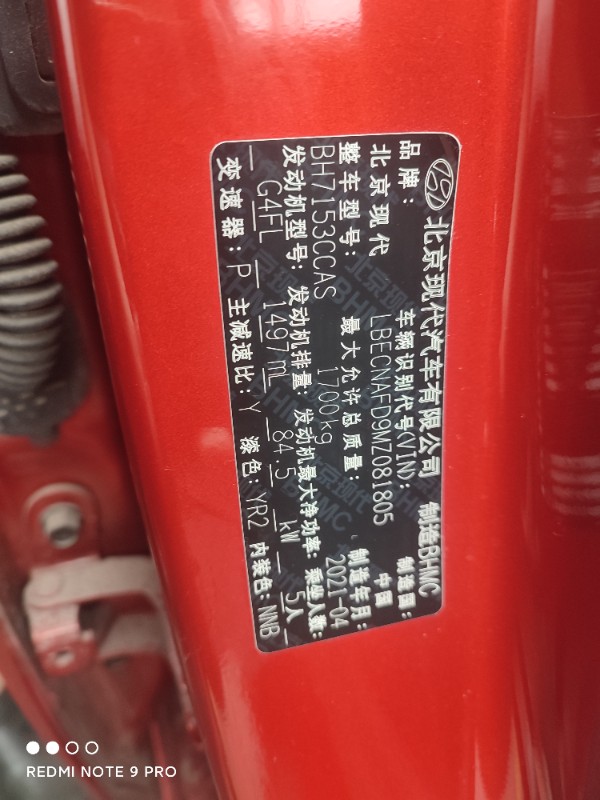 北京现代汽车有限公司 制造BHMC
品牌: 车辆识别代号(VIN): 制造国:
北京现代 LBECNAFD9MZ081805 中国
整车型号: 最大允许总质量: 制造年月:
BH7153CCAS 1700kg 2021-04
发动机型号: 发动机排量: 发动机最大净功率: 乘坐人数:
G4FL 1497mL 84.5 kW 5人
变速器: P 主减速比: Y 漆色: YR2 内装色: NNB
REDMI NOTE 9 PRO